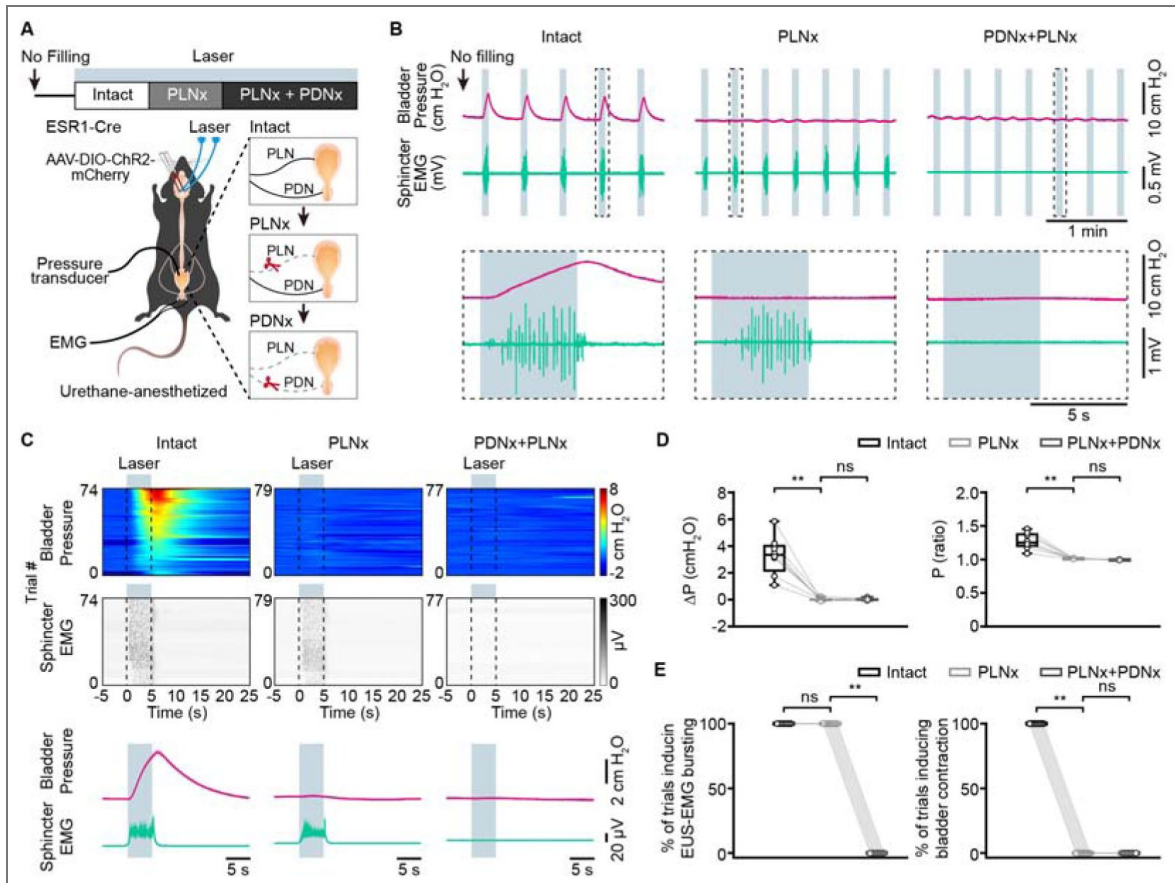 A
No Filling
Laser
Intact
PLNx
PLNx + PDNx
ESR1-Cre
Laser
AAV-DIO-ChR2-
mCherry
Pressure
transducer
EMG
Urethane-anesthetized
Intact
PLN
PDN
PLNx
PLN
PDN
PDNx
PLN
PDN
B
Intact
PLNx
PDNx+PLNx
No filling
Bladder
Pressure
(cm H2O)
Sphincter
EMG
(mV)
10 cm H2O
0.5 mV
1 min
10 cm H2O
1 mV
5 s
C
Intact
PLNx
PDNx+PLNx
Laser
Laser
Laser
Trial #
Bladder
Pressure
74
0
79
0
77
0
8
-2
cm H2O
Sphincter
EMG
74
0
79
0
77
0
300
0
µV
-5 0 5 10 15 20 25
Time (s)
-5 0 5 10 15 20 25
Time (s)
-5 0 5 10 15 20 25
Time (s)
Bladder
Pressure
Sphincter
EMG
2 cm H2O
20 µV
5 s
5 s
5 s
D
Intact
PLNx
PLNx+PDNx
**
ns
ΔP (cmH2O)
8
6
4
2
0
-2
**
ns
P (ratio)
2.0
1.5
1.0
0.5
0
E
Intact
PLNx
PLNx+PDNx
ns
**
% of trials inducin
EUS-EMG bursting
100
50
0
**
ns
% of trials inducing
bladder contraction
100
50
0